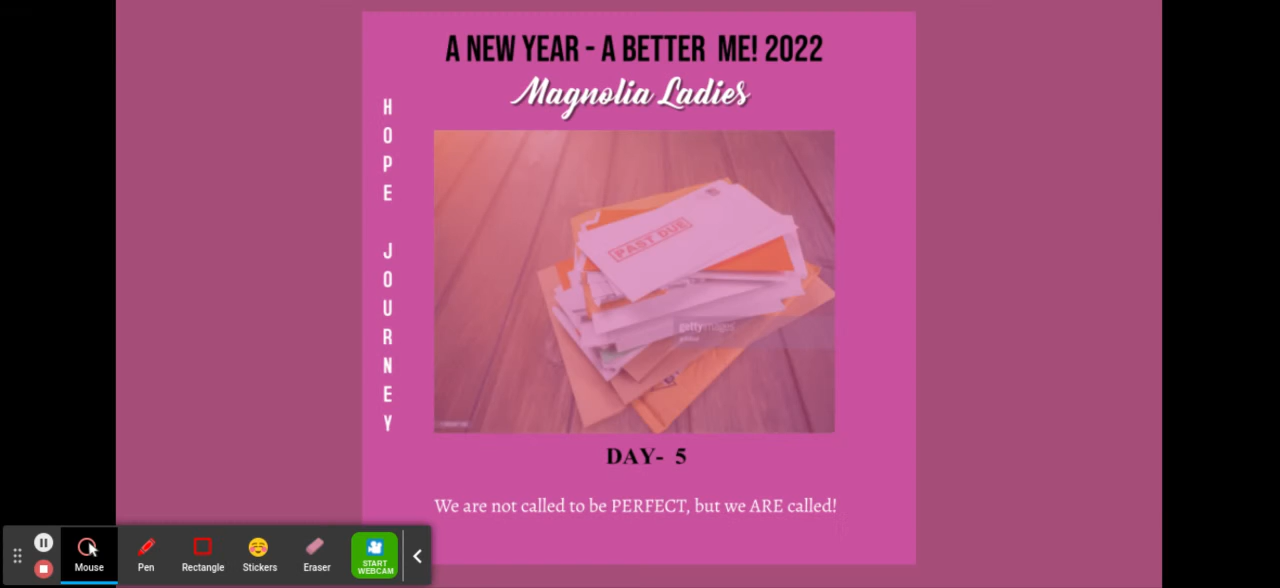 A NEW YEAR - A BETTER ME! 2022
Magnolia Ladies
HOPE JOURNEY
PAST DUE
gettyimages
DAY- 5
We are not called to be PERFECT, but we ARE called!
Mouse
Pen
Rectangle
Stickers
Eraser
START
WEBCAM